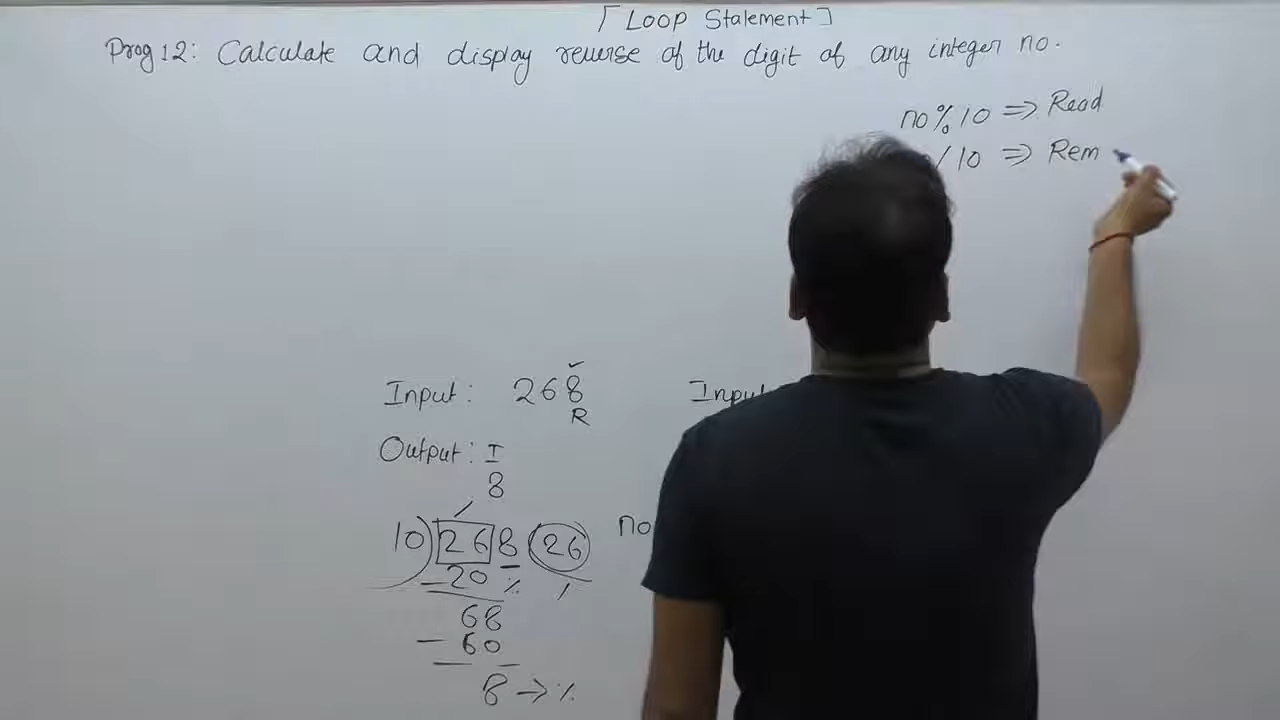 [Loop Statement]
Prog 12: Calculate and display reverse of the digit of any integer no.
no % 10 => Read
/ 10 => Rem
Input: 268
R
Output: I
8
10) 268 (26
- 20 %
/
68
- 60
8 -> %
Inpu
no